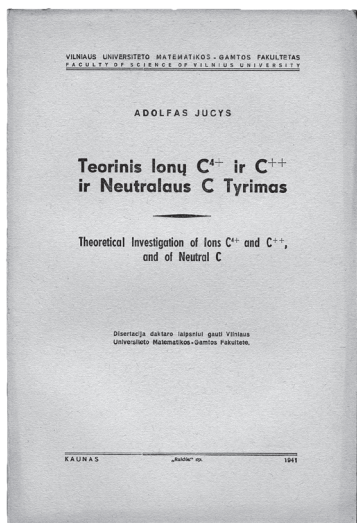 VILNIAUS UNIVERSITETO MATEMATIKOS-GAMTOS FAKULTETAS
FACULTY OF SCIENCE OF VILNIUS UNIVERSITY
ADOLFAS JUCYS
Teorinis Ionų C⁴⁺ ir C⁺⁺
ir Neutralaus C Tyrimas
Theoretical Investigation of Ions C⁴⁺ and C⁺⁺,
and of Neutral C
Disertacija daktaro laipsniui gauti Vilniaus
Universiteto Matematikos-Gamtos Fakultete.
KAUNAS „Raidės" sp. 1941